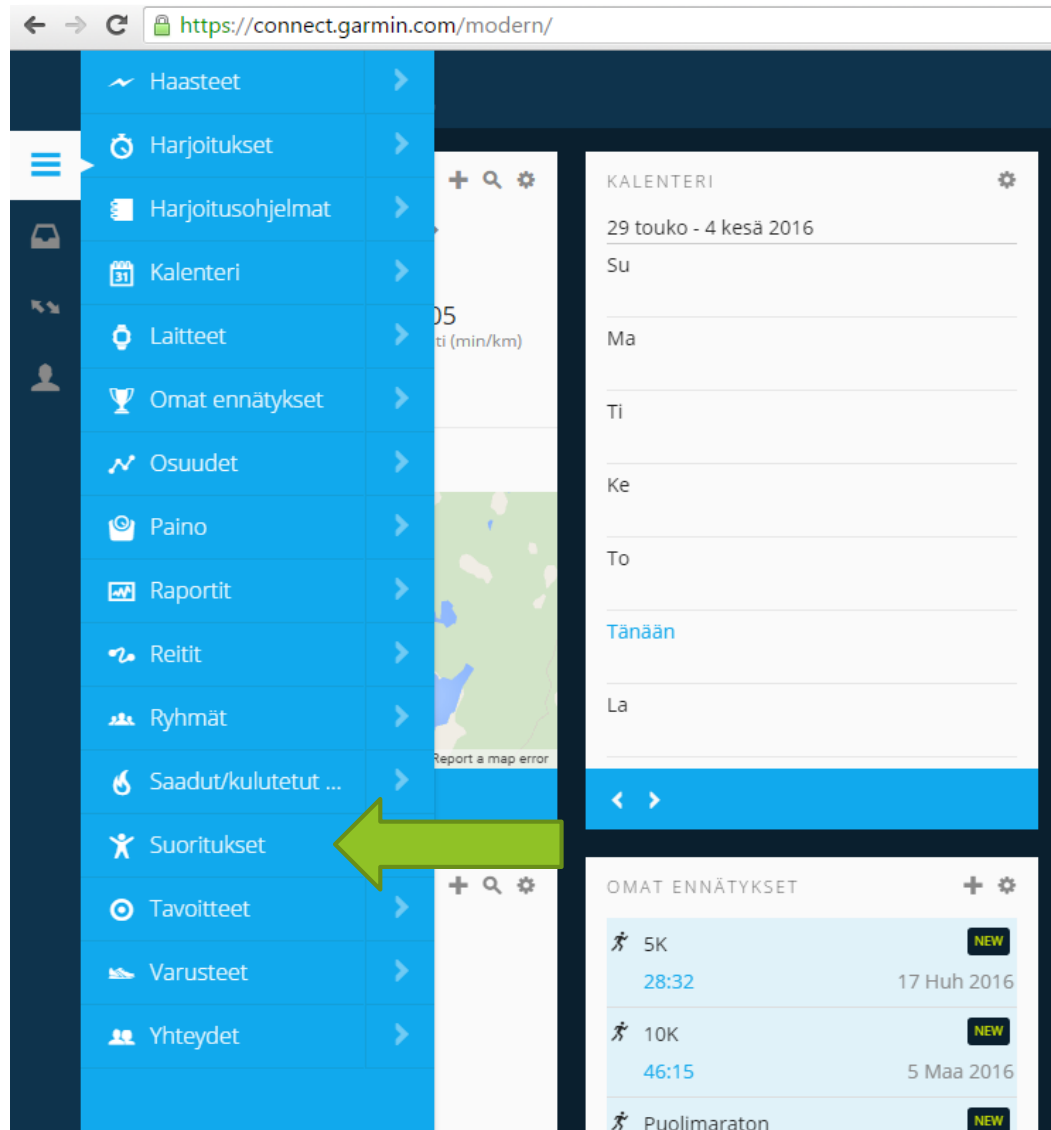 https://connect.garmin.com/modern/
Haasteet
Harjoitukset
Harjoitusohjelmat
31 Kalenteri
Laitteet
Omat ennätykset
Osuudet
Paino
Raportit
Reitit
Ryhmät
Saadut/kulutetut ...
Suoritukset
Tavoitteet
Varusteet
Yhteydet
05
ti (min/km)
Report a map error
KALENTERI
29 touko - 4 kesä 2016
Su
Ma
Ti
Ke
To
Tänään
La
OMAT ENNÄTYKSET
5K NEW
28:32 17 Huh 2016
10K NEW
46:15 5 Maa 2016
Puolimaraton NEW